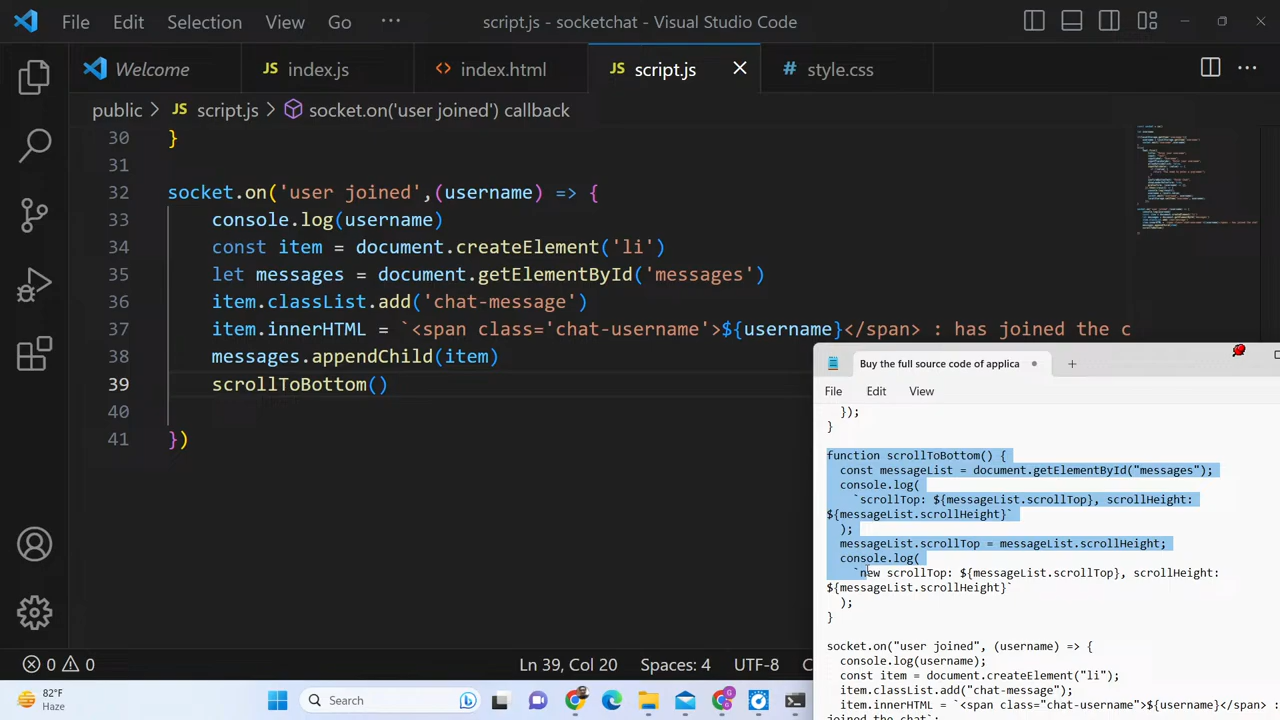 File Edit Selection View Go ··· script.js - socketchat - Visual Studio Code
Welcome JS index.js <> index.html JS script.js # style.css ···
public > JS script.js > socket.on('user joined') callback
30 }
31
32 socket.on('user joined',(username) => {
33 console.log(username)
34 const item = document.createElement('li')
35 let messages = document.getElementById('messages')
36 item.classList.add('chat-message')
37 item.innerHTML = `<span class='chat-username'>${username}</span> : has joined the c
38 messages.appendChild(item)
39 scrollToBottom()
40
41 })
Buy the full source code of applica
File Edit View
});
}
function scrollToBottom() {
const messageList = document.getElementById("messages");
console.log(
`scrollTop: ${messageList.scrollTop}, scrollHeight:
${messageList.scrollHeight}`
);
messageList.scrollTop = messageList.scrollHeight;
console.log(
`new scrollTop: ${messageList.scrollTop}, scrollHeight:
${messageList.scrollHeight}`
);
}
socket.on("user joined", (username) => {
console.log(username);
const item = document.createElement("li");
item.classList.add("chat-message");
item.innerHTML = `<span class="chat-username">${username}</span> :
joined the chat`;
0 0 Ln 39, Col 20 Spaces: 4 UTF-8
82°F
Haze
Search